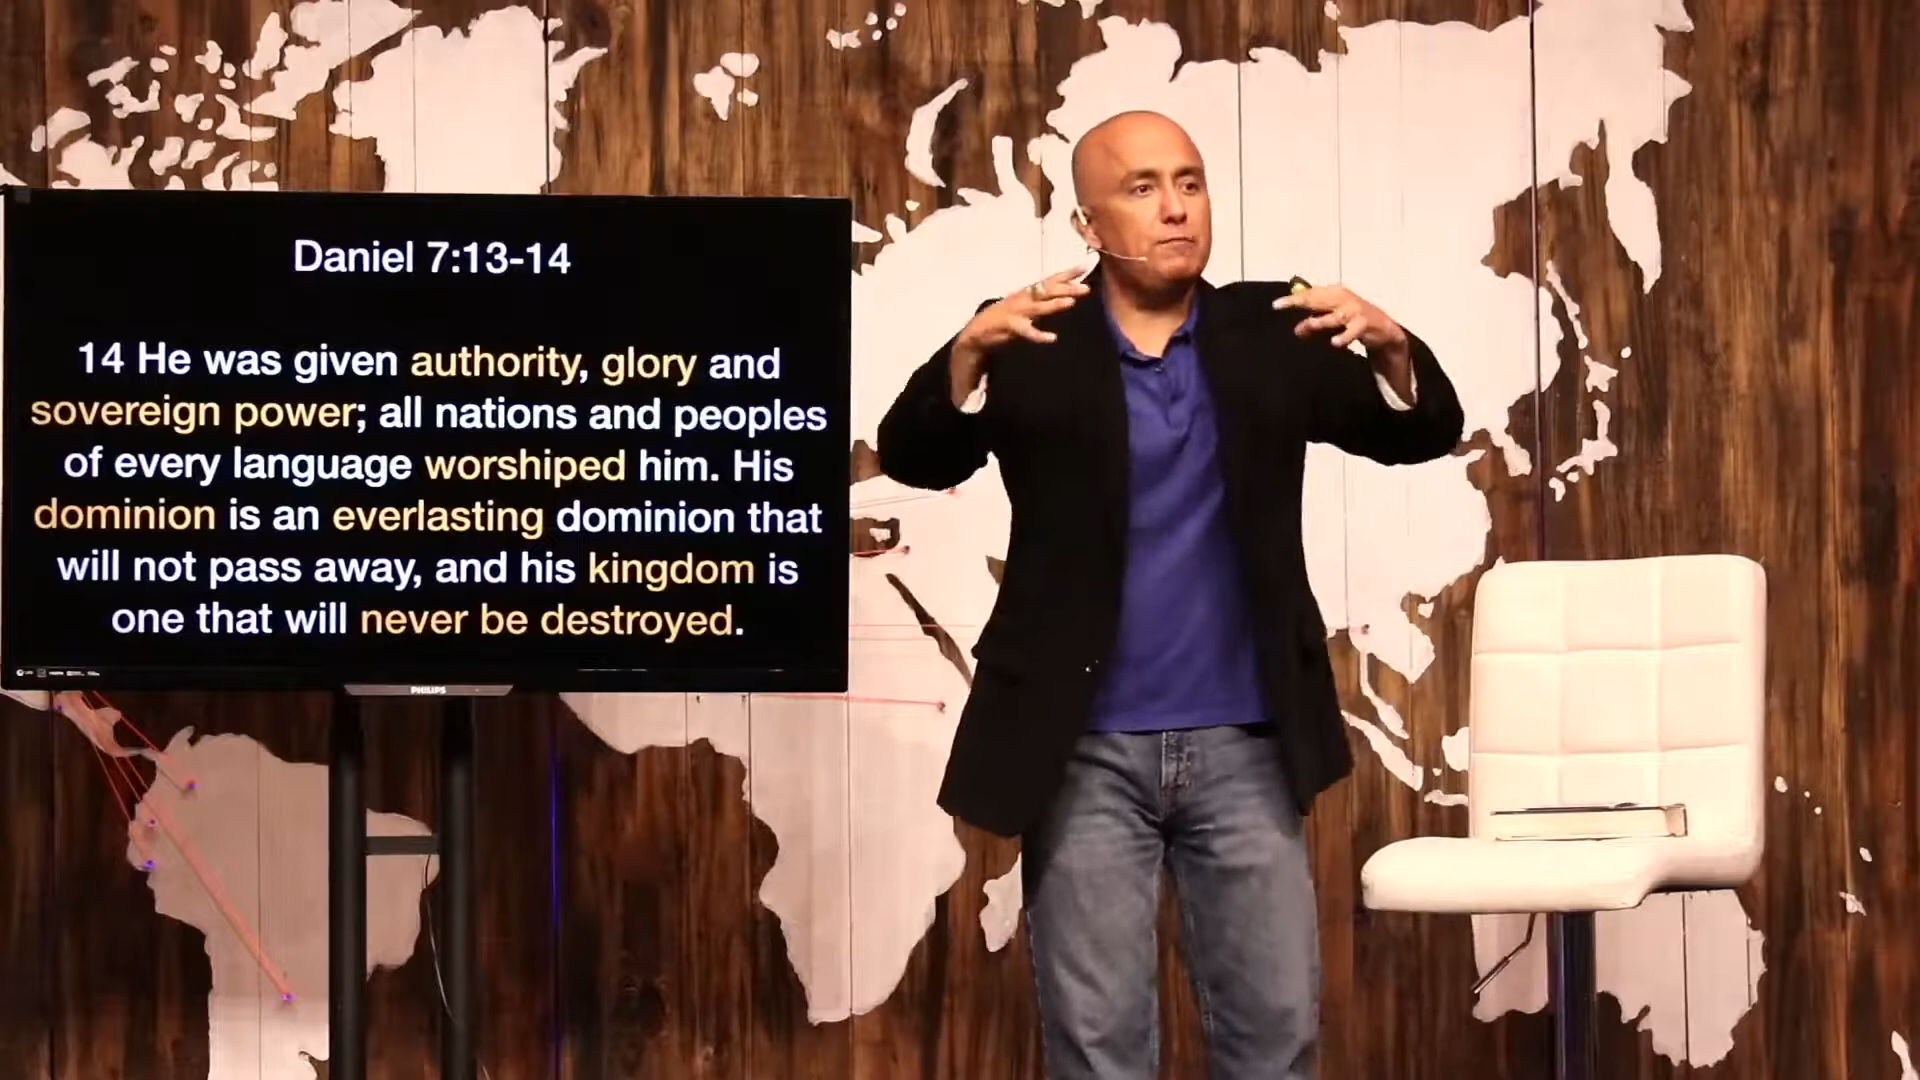 Daniel 7:13-14
14 He was given authority, glory and
sovereign power; all nations and peoples
of every language worshiped him. His
dominion is an everlasting dominion that
will not pass away, and his kingdom is
one that will never be destroyed.
PHILIPS